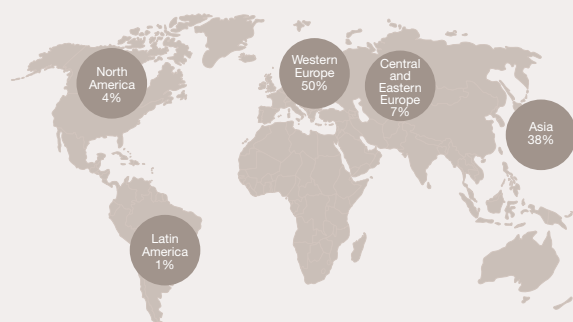 North
America
4%
Western
Europe
50%
Central
and
Eastern
Europe
7%
Asia
38%
Latin
America
1%